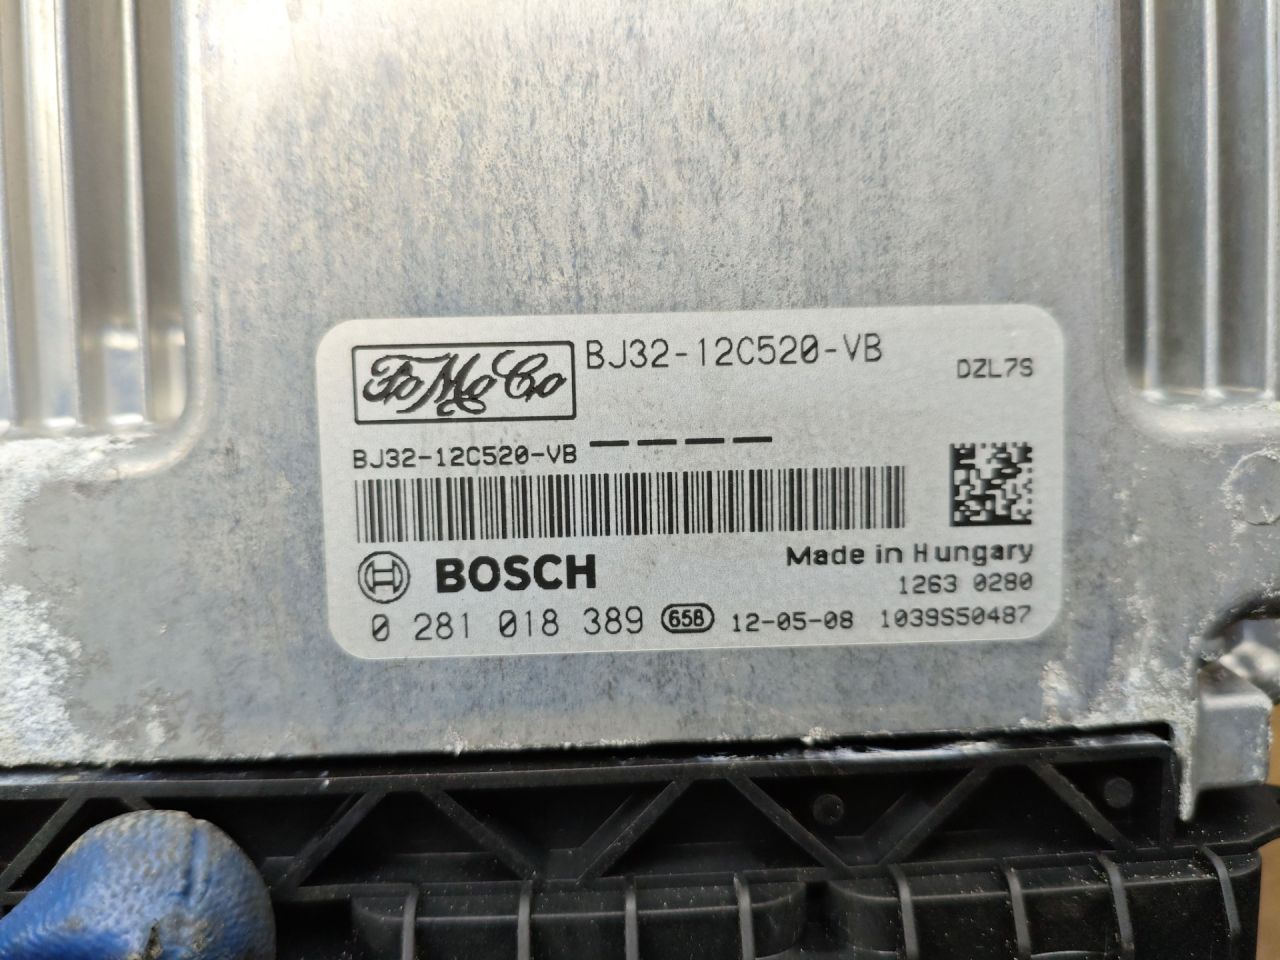 FoMoCo BJ32-12C520-VB DZL7S
BJ32-12C520-VB — — — —
BOSCH Made in Hungary
1263 0280
0 281 018 389 658 12-05-08 1039S50487